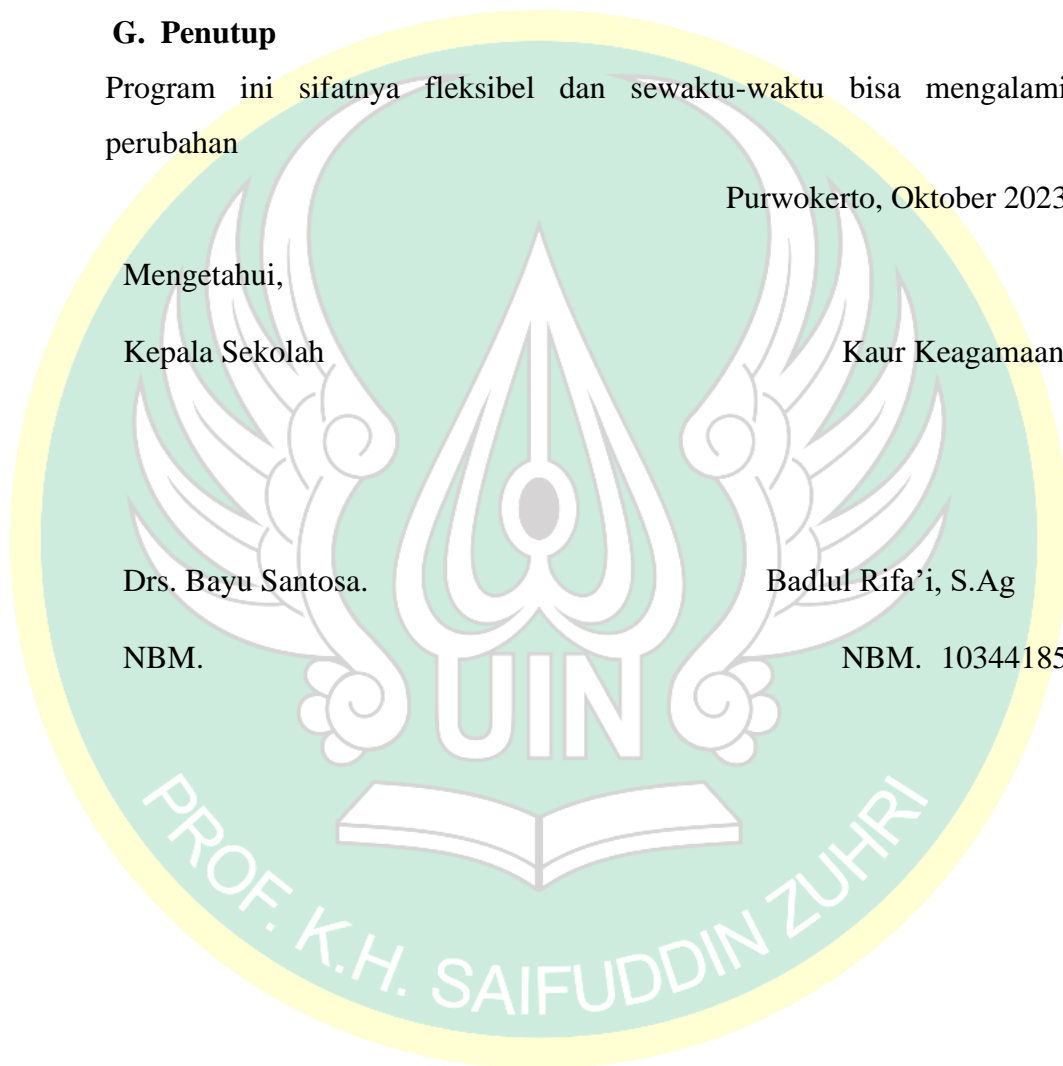 G. Penutup
Program ini sifatnya fleksibel dan sewaktu-waktu bisa mengalami
perubahan
Purwokerto, Oktober 2023
Mengetahui,
Kepala Sekolah Kaur Keagamaan
Drs. Bayu Santosa. Badlul Rifa’i, S.Ag
NBM. NBM. 10344185
UIN
PROF. K.H. SAIFUDDIN ZUHRI